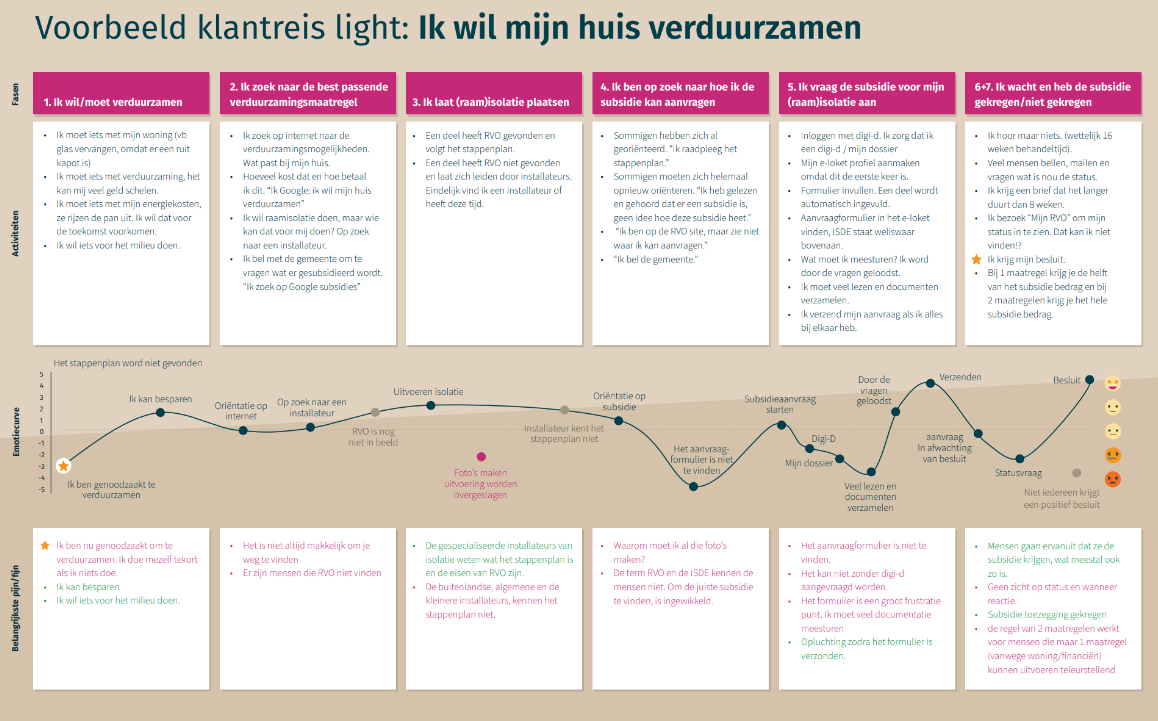 Voorbeeld klantreis light: Ik wil mijn huis verduurzamen
Fasen
1. Ik wil/moet verduurzamen
2. Ik zoek naar de best passende
verduurzamingsmaatregel
3. Ik laat (raam)isolatie plaatsen
4. Ik ben op zoek naar hoe ik de
subsidie kan aanvragen
5. Ik vraag de subsidie voor mijn
(raam)isolatie aan
6+7. Ik wacht en heb de subsidie
gekregen/niet gekregen
Activiteiten
• Ik moet iets met mijn woning (vb
glas vervangen, omdat er een ruit
kapot is)
• Ik moet iets met verduurzaming, het
kan mij veel geld schelen.
• Ik moet iets met mijn energiekosten,
ze rijzen de pan uit. Ik wil dat voor
de toekomst voorkomen.
• Ik wil iets voor het milieu doen.
• Ik zoek op internet naar de
verduurzamingsmogelijkheden.
Wat past bij mijn huis.
• Hoeveel kost dat en hoe betaal
ik dit. “Ik Google: ik wil mijn huis
verduurzamen”
• Ik wil raamisolatie doen, maar wie
kan dat voor mij doen? Op zoek
naar een installateur.
• Ik bel met de gemeente om te
vragen wat er gesubsidieerd wordt.
“Ik zoek op Google subsidies”
• Een deel heeft RVO gevonden en
volgt het stappenplan.
• Een deel heeft RVO niet gevonden
en laat zich leiden door installateurs.
Eindelijk vind ik een installateur of
heeft deze tijd.
• Sommigen hebben zich al
georiënteerd. “Ik raadpleeg het
stappenplan.”
• Sommigen moeten zich helemaal
opnieuw oriënteren. “Ik heb gelezen
en gehoord dat er een subsidie is,
geen idee hoe deze subsidie heet.”
• “Ik ben op de RVO site, maar zie niet
waar ik kan aanvragen.”
• “Ik bel de gemeente.”
• Inloggen met digi-d. Ik zorg dat ik
een digi-d / mijn dossier
• Mijn e-loket profiel aanmaken
omdat dit de eerste keer is.
• Formulier invullen. Een deel wordt
automatisch ingevuld.
• Aanvraagformulier in het e-loket
vinden, ISDE staat weliswaar
bovenaan.
• Wat moet ik meesturen? Ik word
door de vragen geloodst.
• Ik moet veel lezen en documenten
verzamelen.
• Ik verzend mijn aanvraag als ik alles
bij elkaar heb.
• Ik hoor maar niets. (wettelijk 16
weken behandeltijd).
• Veel mensen bellen, mailen en
vragen wat is nou de status.
• Ik krijg een brief dat het langer
duurt dan 8 weken.
• Ik bezoek “Mijn RVO” om mijn
status in te zien. Dat kan ik niet
vinden!?
Ik krijg mijn besluit.
• Bij 1 maatregel krijg je de helft
van het subsidie bedrag en bij
2 maatregelen krijg je het hele
subsidie bedrag.
Emotiecurve
Het stappenplan word niet gevonden
5
4
3
2
1
0
-1
-2
-3
-4
-5
Ik ben genoodzaakt te
verduurzamen
Ik kan besparen
Oriëntatie op
internet
Op zoek naar een
installateur
RVO is nog
niet in beeld
Uitvoeren isolatie
Foto's maken
uitvoering worden
overgeslagen
Installateur kent het
stappenplan niet
Oriëntatie op
subsidie
Het aanvraag-
formulier is niet
te vinden
Subsidieaanvraag
starten
Digi-D
Mijn dossier
Veel lezen en
documenten
verzamelen
Door de
vragen
geloodst
Verzenden
aanvraag
In afwachting
van besluit
Statusvraag
Besluit
Niet iedereen krijgt
een positief besluit
Belangrijkste pijn/fijn
Ik ben nu genoodzaakt om te
verduurzamen. Ik doe mezelf tekort
als ik niets doe.
• Ik kan besparen
• Ik wil iets voor het milieu doen.
• Het is niet altijd makkelijk om je
weg te vinden
• Er zijn mensen die RVO niet vinden
• De gespecialiseerde installateurs van
isolatie weten wat het stappenplan is
en de eisen van RVO zijn.
• De buitenlandse, algemene en de
kleinere installateurs, kennen het
stappenplan niet.
• Waarom moet ik al die foto's
maken?
• De term RVO en de ISDE kennen de
mensen niet. Om de juiste subsidie
te vinden, is ingewikkeld.
• Het aanvraagformulier is niet te
vinden.
• Het kan niet zonder digi-d
aangevraagd worden.
• Het formulier is een groot frustratie
punt. Ik moet veel documentatie
meesturen
• Opluchting zodra het formulier is
verzonden.
• Mensen gaan ervanuit dat ze de
subsidie krijgen, wat meestal ook
zo is.
• Geen zicht op status en wanneer
reactie.
• Subsidie toezegging gekregen
• de regel van 2 maatregelen werkt
voor mensen die maar 1 maatregel
(vanwege woning/financiën)
kunnen uitvoeren teleurstellend